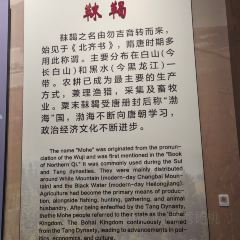 靺鞨
靺鞨之名由勿吉音转而来，
始见于《北齐书》，隋唐时期多
用此称谓。主要分布在白山(今
长白山)和黑水(今黑龙江)一
带。农耕已成为最主要的生产
方式，兼理渔猎，采集及畜牧
业。粟末靺鞨受唐册封后称“渤
海”国，渤海不断向唐朝学习，
政治经济文化不断进步。
The name "Mohe" was originated from the pronun-
ciation of the Wuji and was first mentioned in the "Book
of Northern Qi." It was commonly used during the Sui
and Tang dynasties. They were mainly distributed
around White Mountain (modern-day Changbai Mount-
tain) and the Black Water (modern-day Heilongjiang).
Agriculture had become the primary means of produc-
tion, alongside fishing, hunting, gathering, and animal
husbandry. After being enfeoffed by the Tang Dynasty,
the Mohe people referred to their state as the "Bohai
Kingdom." The Bohai Kingdom continuously learned
from the Tang Dynasty, leading to advancements in poli-
tics, economics, and culture.